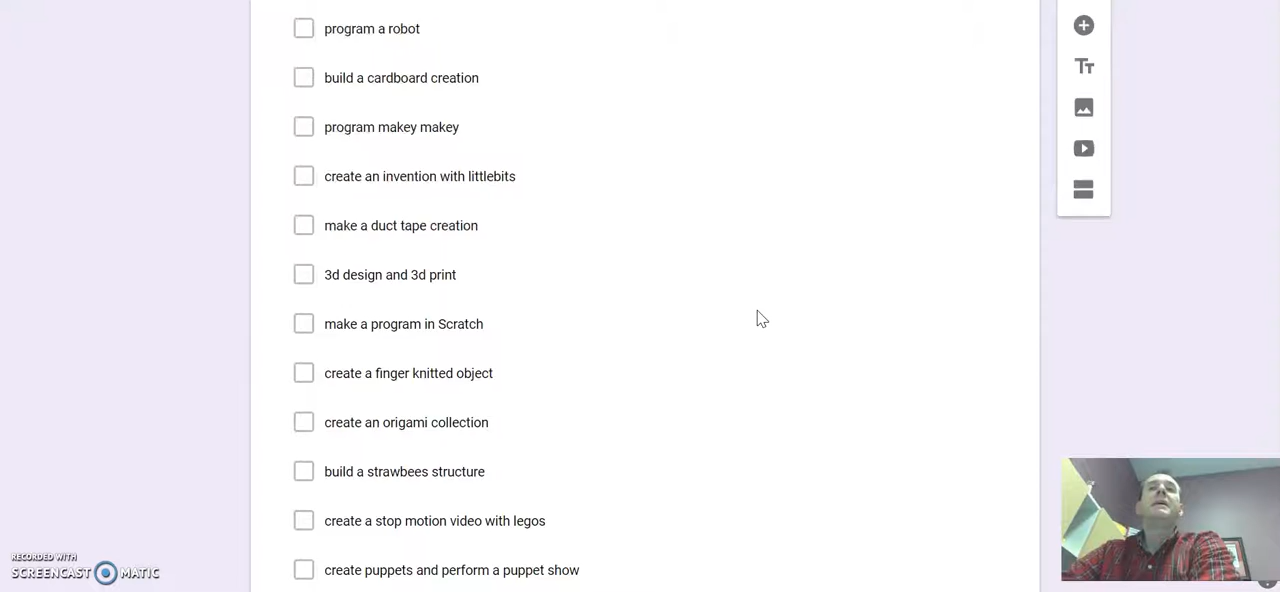 program a robot
build a cardboard creation
program makey makey
create an invention with littlebits
make a duct tape creation
3d design and 3d print
make a program in Scratch
create a finger knitted object
create an origami collection
build a strawbees structure
create a stop motion video with legos
create puppets and perform a puppet show
Tт
RECORDED WITH
SCREENCAST MATIC